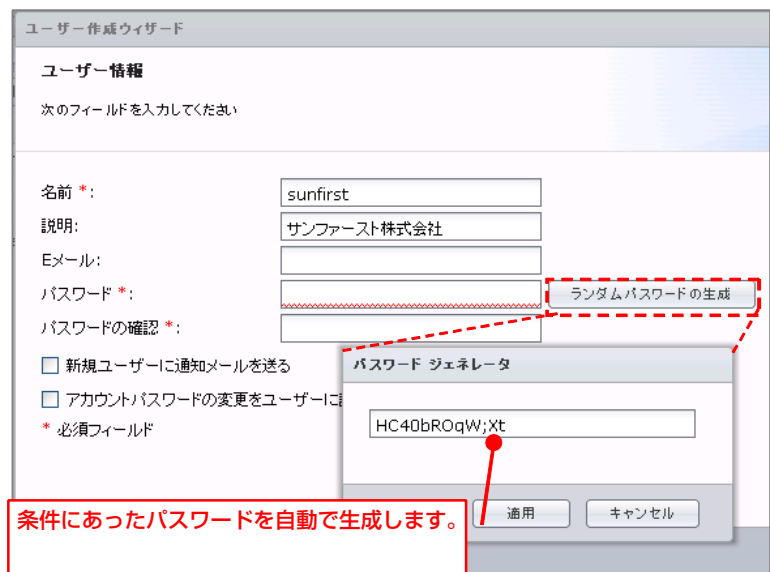 ユーザー作成ウィザード
ユーザー情報
次のフィールドを入力してください
名前 *:
sunfirst
説明:
サンファースト株式会社
Eメール:
パスワード *:
ランダムパスワードの生成
パスワードの確認 *:
新規ユーザーに通知メールを送る
パスワード ジェネレータ
アカウントパスワードの変更をユーザーに
HC40bROqW;Xt
* 必須フィールド
適用
キャンセル
条件にあったパスワードを自動で生成します。